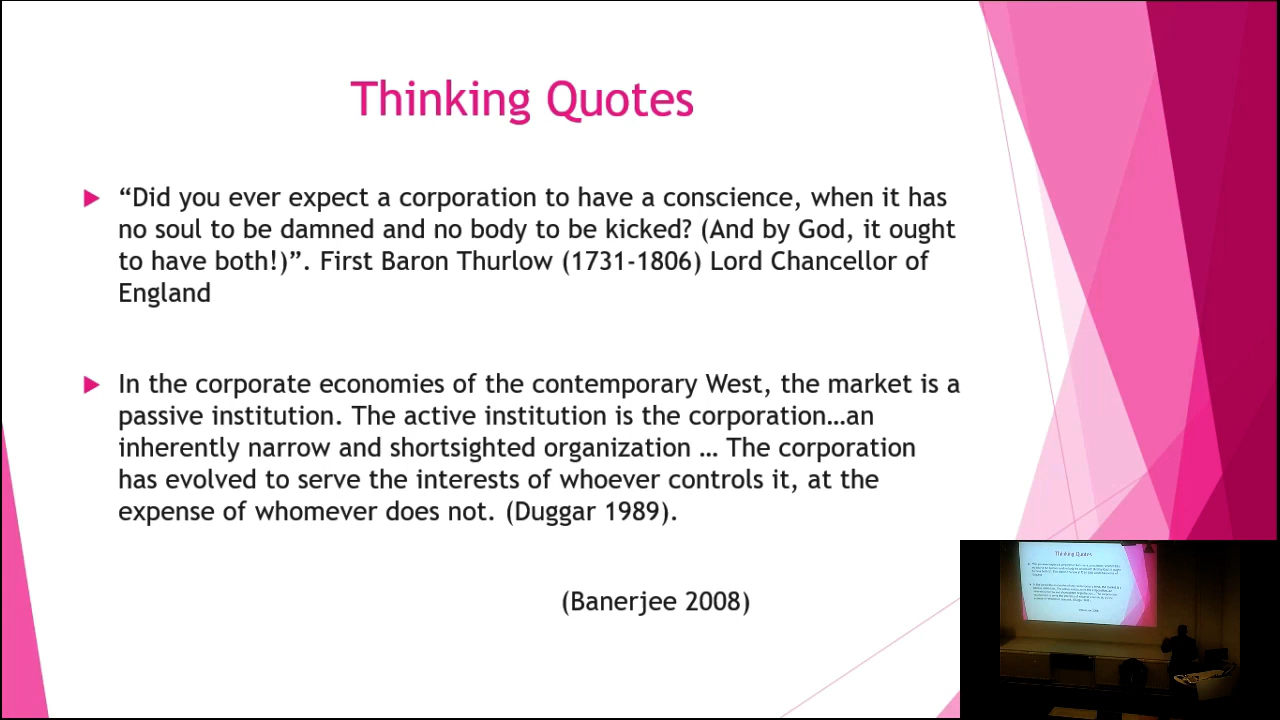 Thinking Quotes
“Did you ever expect a corporation to have a conscience, when it has
no soul to be damned and no body to be kicked? (And by God, it ought
to have both!)”. First Baron Thurlow (1731-1806) Lord Chancellor of
England
In the corporate economies of the contemporary West, the market is a
passive institution. The active institution is the corporation…an
inherently narrow and shortsighted organization … The corporation
has evolved to serve the interests of whoever controls it, at the
expense of whomever does not. (Duggar 1989).
(Banerjee 2008)
Thinking Quotes